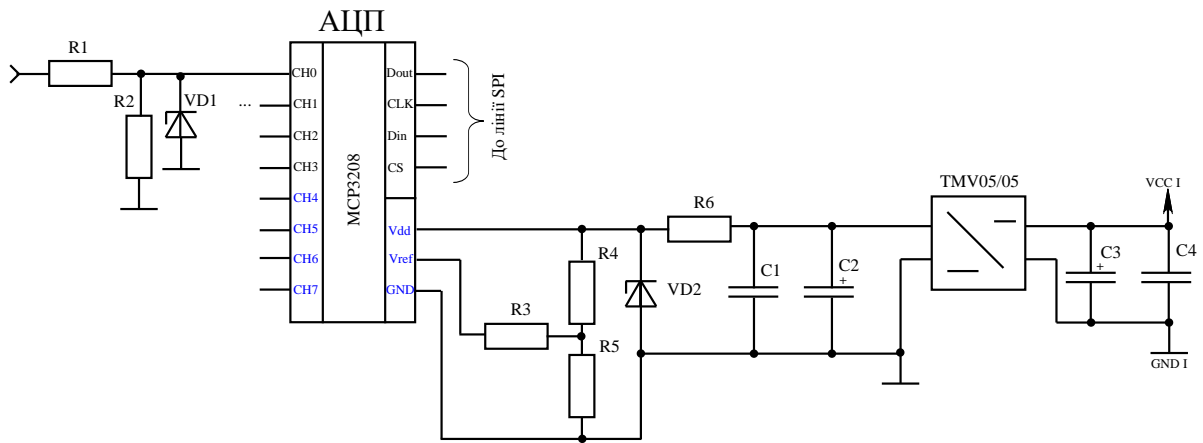 АЦП
R1
R2
VD1
...
CH0
CH1
CH2
CH3
CH4
CH5
CH6
CH7
MCP3208
Dout
CLK
Din
CS
Vdd
Vref
GND
До лінії SPI
R3
R4
R5
R6
VD2
C1
C2
+
TMV05/05
VCC I
C3
+
C4
GND I